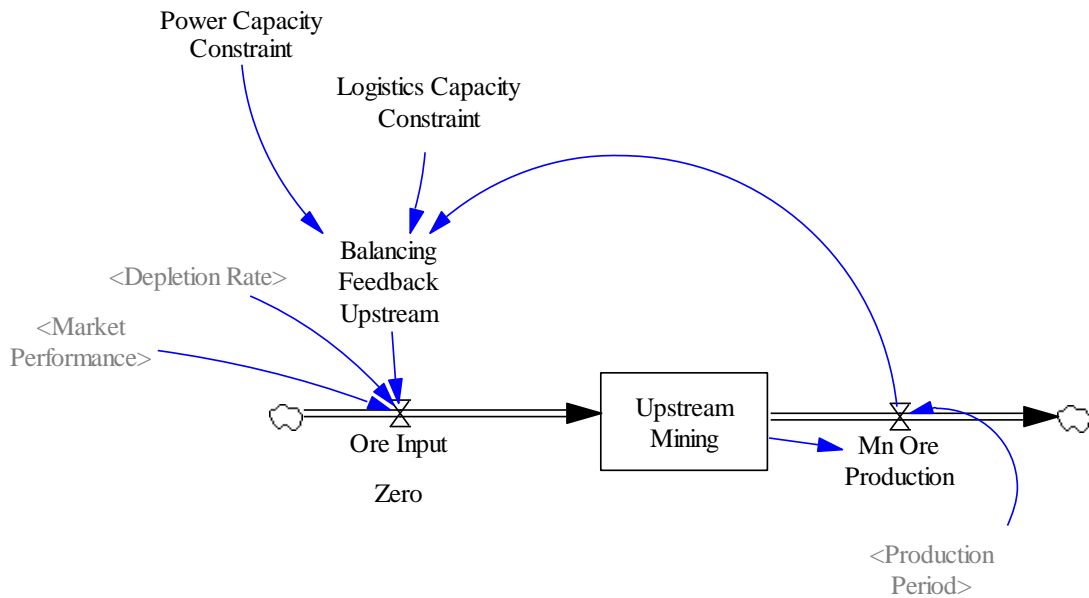 Power Capacity
Constraint
Logistics Capacity
Constraint
Balancing
Feedback
Upstream
<Depletion Rate>
<Market
Performance>
Ore Input
Zero
Upstream
Mining
Mn Ore
Production
<Production
Period>